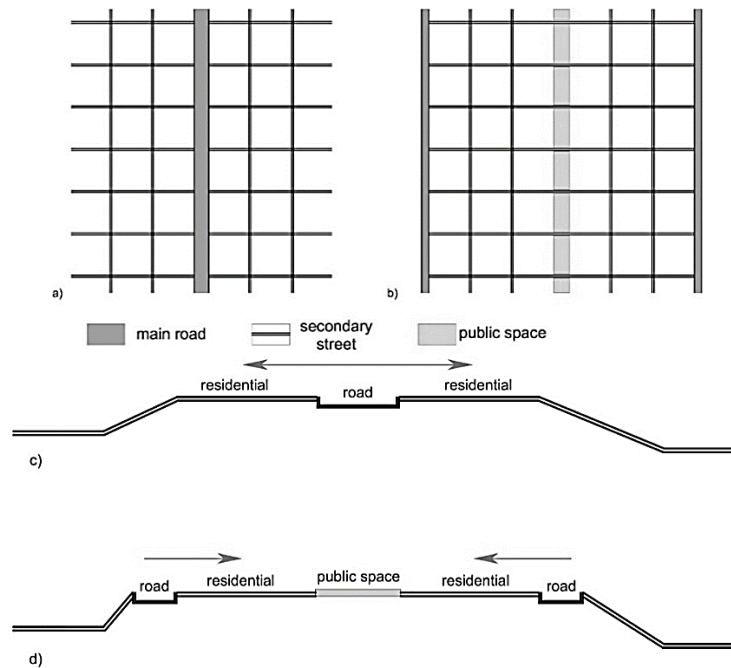 a)
b)
main road
secondary
street
public space
residential
road
residential
c)
road
residential
public space
residential
road
d)